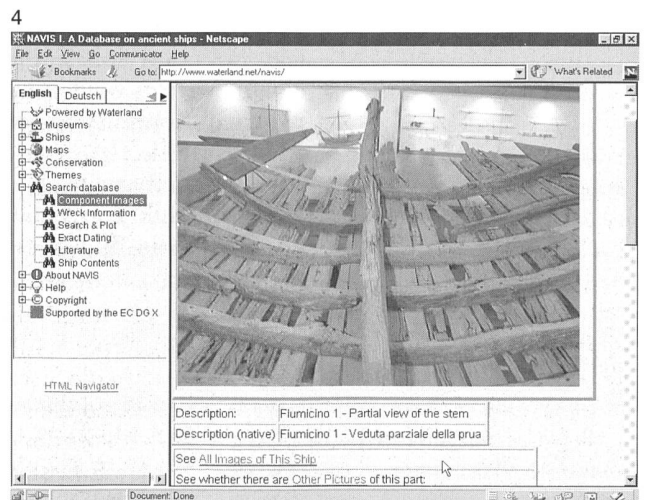 4
NAVIS I. A Database on ancient ships - Netscape
File Edit View Go Communicator Help
Bookmarks Go to: http://www.waterland.net/navis/ What's Related
English Deutsch
Powered by Waterland
Museums
Ships
Maps
Conservation
Themes
Search database
Component Images
Wreck Information
Search & Plot
Exact Dating
Literature
Ship Contents
About NAVIS
Help
Copyright
Supported by the EC DG X
HTML Navigator
Description: Fiumicino 1 - Partial view of the stem
Description (native) Fiumicino 1 - Veduta parziale della prua
See All Images of This Ship
See whether there are Other Pictures of this part:
Document: Done